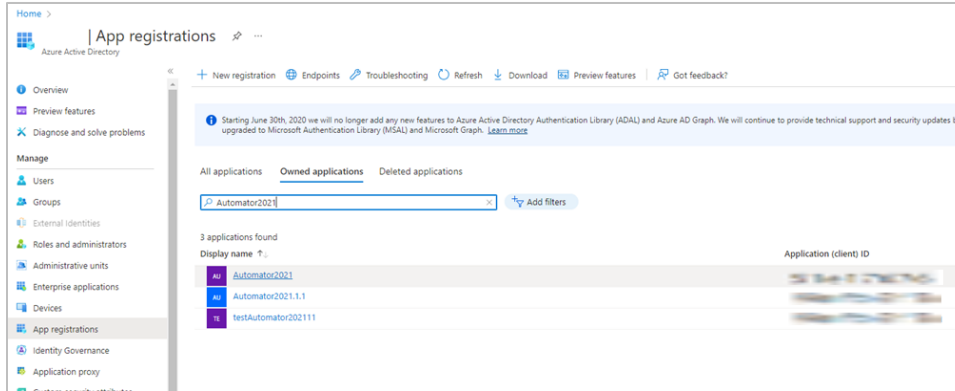 Home >
| App registrations
Azure Active Directory
«
Overview
Preview features
Diagnose and solve problems
Manage
Users
Groups
External Identities
Roles and administrators
Administrative units
Enterprise applications
Devices
App registrations
Identity Governance
Application proxy
New registration Endpoints Troubleshooting Refresh Download Preview features Got feedback?
Starting June 30th, 2020 we will no longer add any new features to Azure Active Directory Authentication Library (ADAL) and Azure AD Graph. We will continue to provide technical support and security updates
upgraded to Microsoft Authentication Library (MSAL) and Microsoft Graph. Learn more
All applications Owned applications Deleted applications
Automator2021
Add filters
3 applications found
Display name Application (client) ID
AU Automator2021
AU Automator2021.1.1
TE testAutomator202111